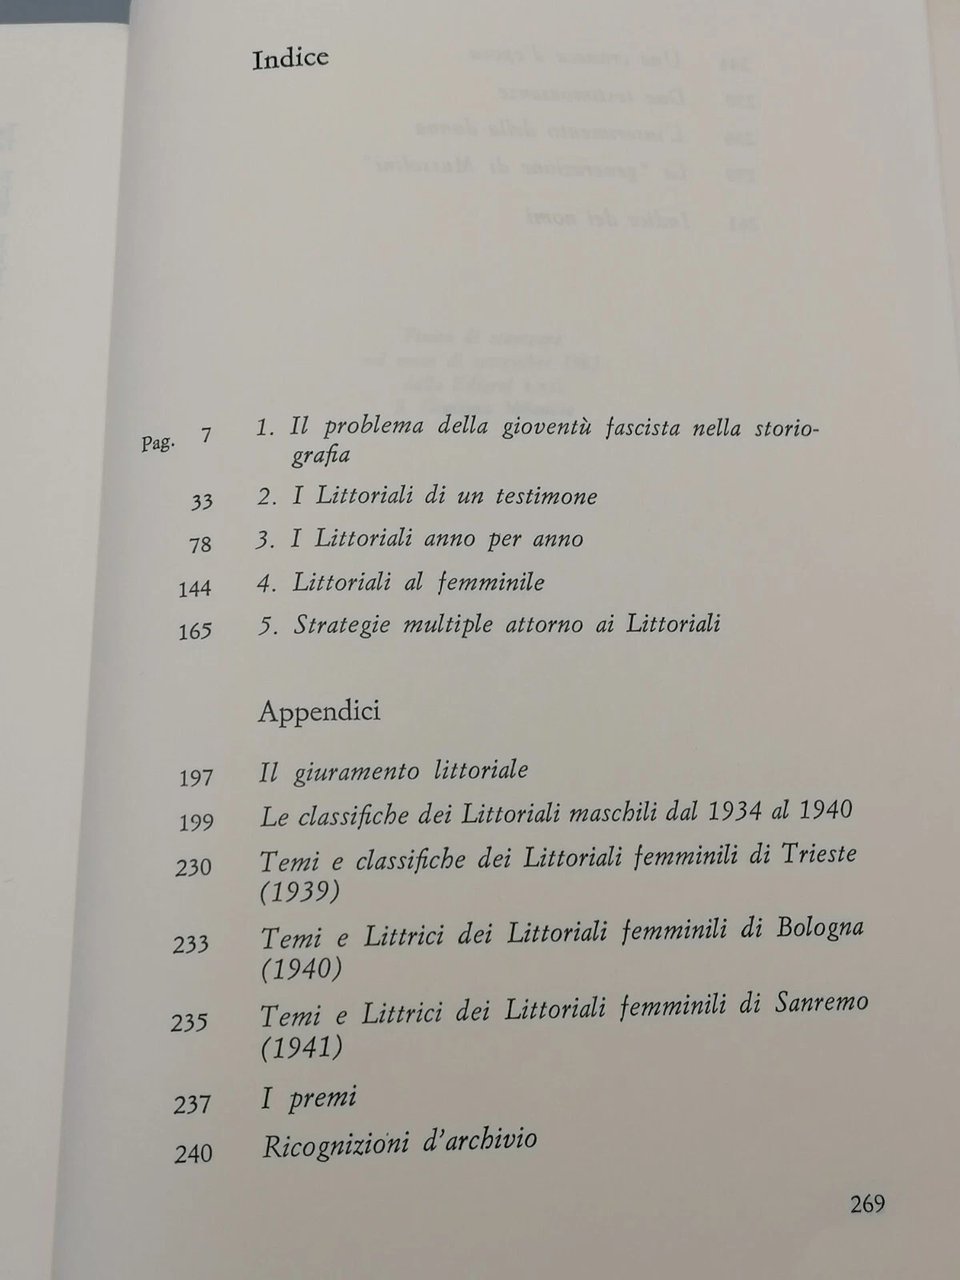 Indice
Pag. 7 1. Il problema della gioventù fascista nella storio-
grafia
33 2. I Littoriali di un testimone
78 3. I Littoriali anno per anno
144 4. Littoriali al femminile
165 5. Strategie multiple attorno ai Littoriali
Appendici
197 Il giuramento littoriale
199 Le classifiche dei Littoriali maschili dal 1934 al 1940
230 Temi e classifiche dei Littoriali femminili di Trieste
(1939)
233 Temi e Littrici dei Littoriali femminili di Bologna
(1940)
235 Temi e Littrici dei Littoriali femminili di Sanremo
(1941)
237 I premi
240 Ricognizioni d'archivio
269